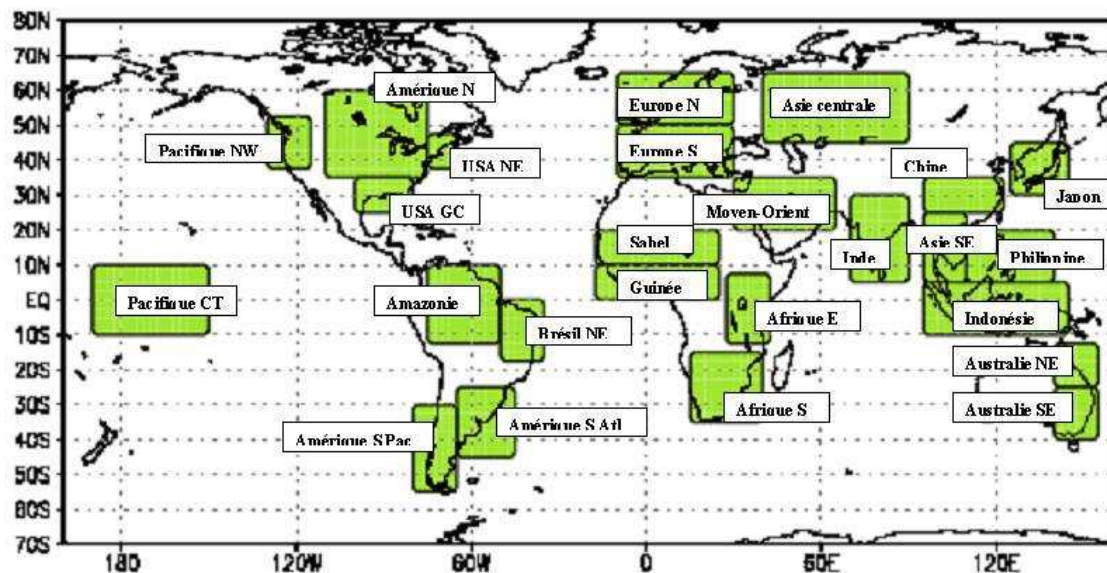 80N
70N
60N
50N
40N
30N
20N
10N
EQ
10S
20S
30S
40S
50S
60S
70S
Amérique N
Europe N
Asie centrale
Pacifique NW
USA NE
Europe S
Chine
Japon
USA GC
Moyen-Orient
Sahel
Inde
Asie SE
Philippine
Guinée
Pacifique CT
Amazonie
Brésil NE
Afrique E
Indonésie
Australie NE
Afrique S
Australie SE
Amérique S Pac
Amérique S Atl
180
120W
60W
0
60E
120E